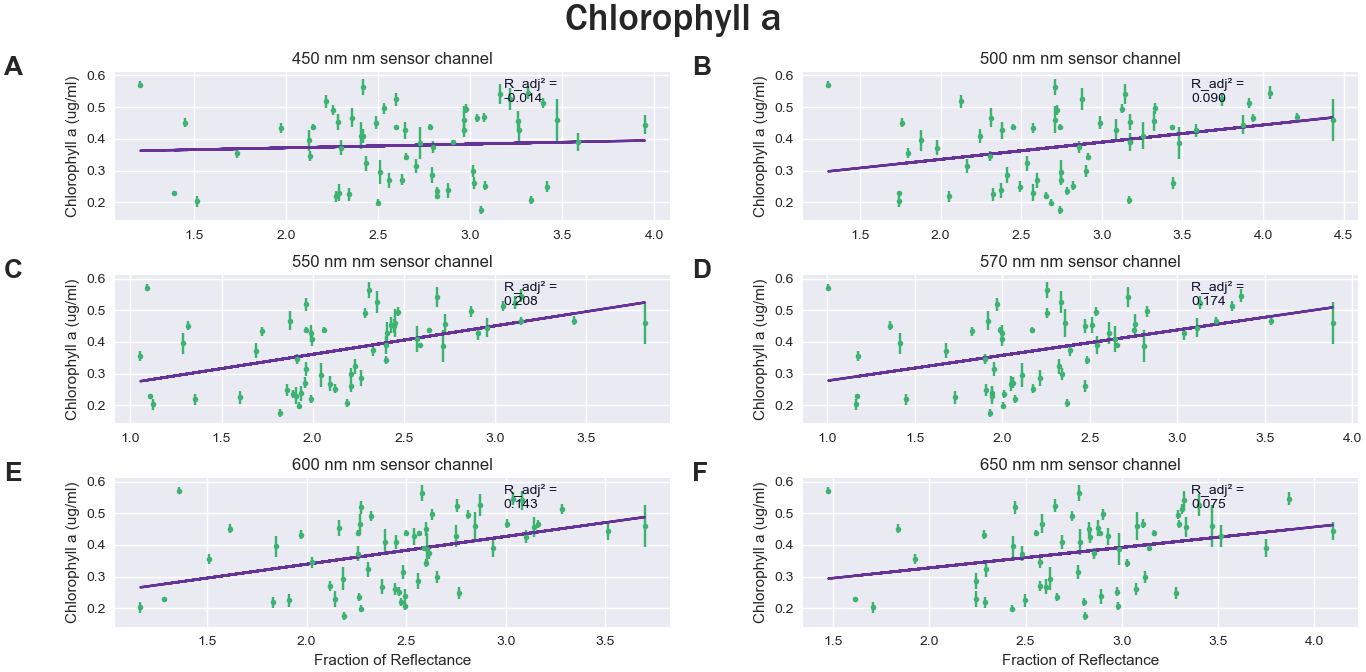 Chlorophyll a
A
450 nm nm sensor channel
R_adj² =
-0.014
Chlorophyll a (ug/ml)
0.6
0.5
0.4
0.3
0.2
1.5
2.0
2.5
3.0
3.5
4.0
B
500 nm nm sensor channel
R_adj² =
0.090
Chlorophyll a (ug/ml)
0.6
0.5
0.4
0.3
0.2
1.5
2.0
2.5
3.0
3.5
4.0
4.5
C
550 nm nm sensor channel
R_adj² =
0.208
Chlorophyll a (ug/ml)
0.6
0.5
0.4
0.3
0.2
1.0
1.5
2.0
2.5
3.0
3.5
D
570 nm nm sensor channel
R_adj² =
0.174
Chlorophyll a (ug/ml)
0.6
0.5
0.4
0.3
0.2
1.0
1.5
2.0
2.5
3.0
3.5
4.0
E
600 nm nm sensor channel
R_adj² =
0.143
Chlorophyll a (ug/ml)
0.6
0.5
0.4
0.3
0.2
1.5
2.0
2.5
3.0
3.5
Fraction of Reflectance
F
650 nm nm sensor channel
R_adj² =
0.075
Chlorophyll a (ug/ml)
0.6
0.5
0.4
0.3
0.2
1.5
2.0
2.5
3.0
3.5
4.0
Fraction of Reflectance